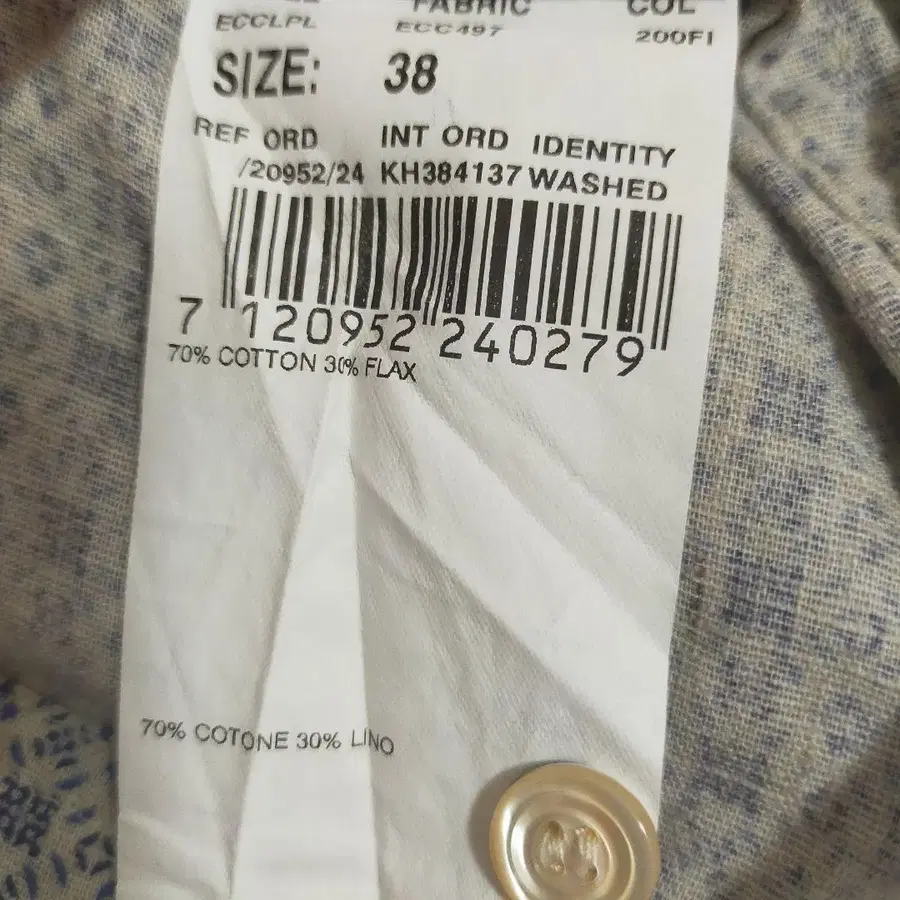 FABRIC COL
ECCLPL ECC497 200FI
SIZE: 38
REF ORD INT ORD IDENTITY
/20952/24 KH384137 WASHED
7 120952 240279
70% COTTON 30% FLAX
70% COTONE 30% LINO